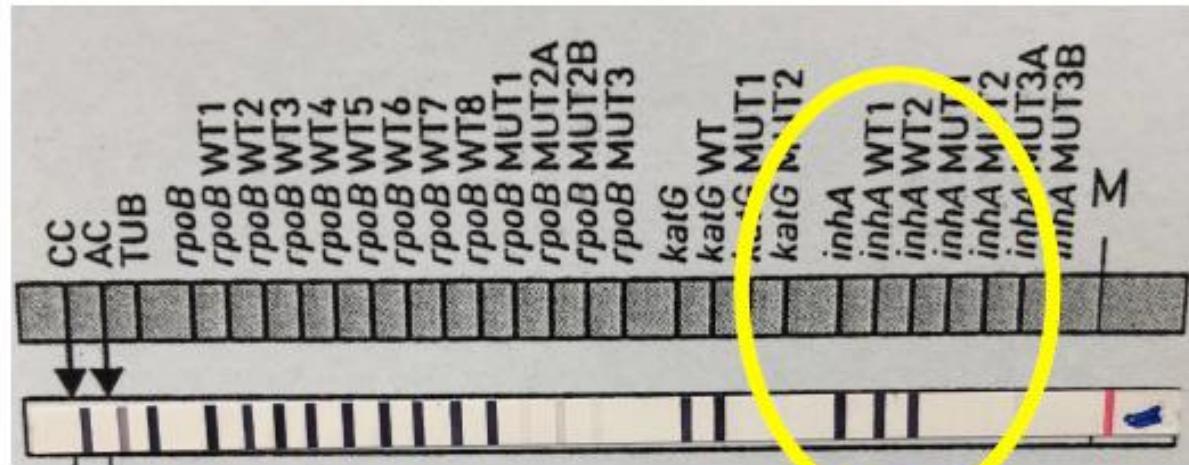 CC
AC
TUB
rpoB
rpoB WT1
rpoB WT2
rpoB WT3
rpoB WT4
rpoB WT5
rpoB WT6
rpoB WT7
rpoB WT8
rpoB MUT1
rpoB MUT2A
rpoB MUT2B
rpoB MUT3
katG
katG WT
katG MUT1
katG MUT2
inhA
inhA WT1
inhA WT2
inhA MUT1
inhA MUT2
inhA MUT3A
inhA MUT3B
M